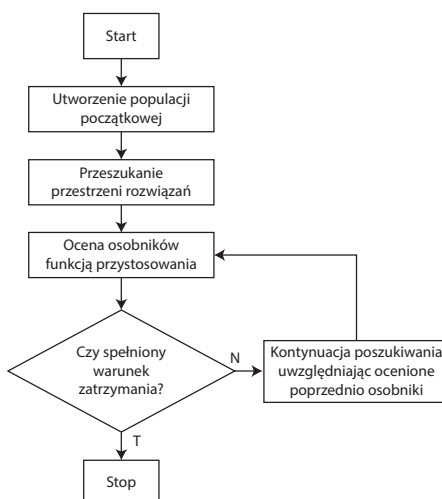 Start
Utworzenie populacji
początkowej
Przeszukanie
przestrzeni rozwiązań
Ocena osobników
funkcją przystosowania
Czy spełniony
warunek
zatrzymania?
N
Kontynuacja poszukiwania
uwzględniając ocenione
poprzednio osobniki
T
Stop